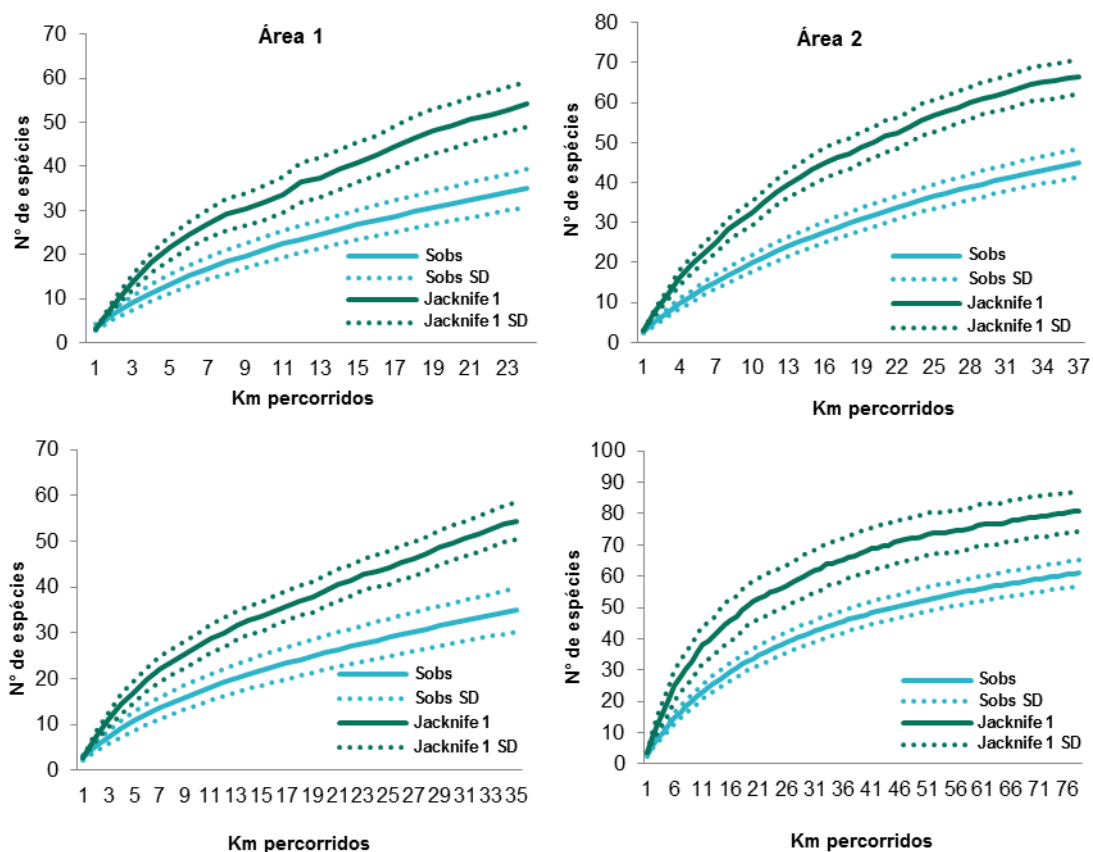 Área 1
N° de espécies
70
60
50
40
30
20
10
0
Sobs
Sobs SD
Jacknife 1
Jacknife 1 SD
1 3 5 7 9 11 13 15 17 19 21 23
Km percorridos
Área 2
N° de espécies
80
70
60
50
40
30
20
10
0
Sobs
Sobs SD
Jacknife 1
Jacknife 1 SD
1 4 7 10 13 16 19 22 25 28 31 34 37
Km percorridos
N° de espécies
70
60
50
40
30
20
10
0
Sobs
Sobs SD
Jacknife 1
Jacknife 1 SD
1 3 5 7 9 11 13 15 17 19 21 23 25 27 29 31 33 35
Km percorridos
N° de espécies
100
90
80
70
60
50
40
30
20
10
0
Sobs
Sobs SD
Jacknife 1
Jacknife 1 SD
1 6 11 16 21 26 31 36 41 46 51 56 61 66 71 76
Km percorridos